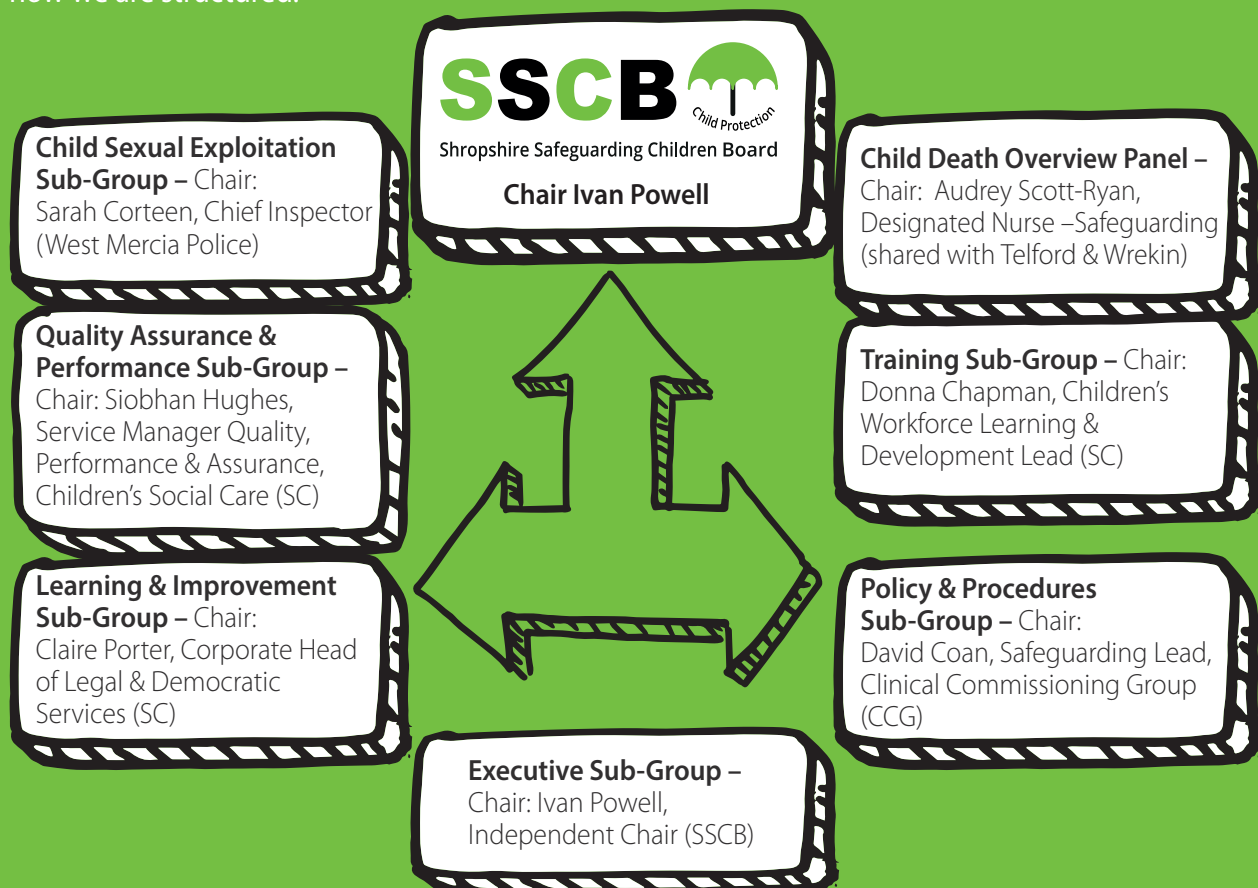 how we are structured.
SSCB
Child Protection
Shropshire Safeguarding Children Board
Chair Ivan Powell
Child Sexual Exploitation
Sub-Group – Chair:
Sarah Corteen, Chief Inspector
(West Mercia Police)
Quality Assurance &
Performance Sub-Group –
Chair: Siobhan Hughes,
Service Manager Quality,
Performance & Assurance,
Children’s Social Care (SC)
Learning & Improvement
Sub-Group – Chair:
Claire Porter, Corporate Head
of Legal & Democratic
Services (SC)
Child Death Overview Panel –
Chair: Audrey Scott-Ryan,
Designated Nurse –Safeguarding
(shared with Telford & Wrekin)
Training Sub-Group – Chair:
Donna Chapman, Children’s
Workforce Learning &
Development Lead (SC)
Policy & Procedures
Sub-Group – Chair:
David Coan, Safeguarding Lead,
Clinical Commissioning Group
(CCG)
Executive Sub-Group –
Chair: Ivan Powell,
Independent Chair (SSCB)